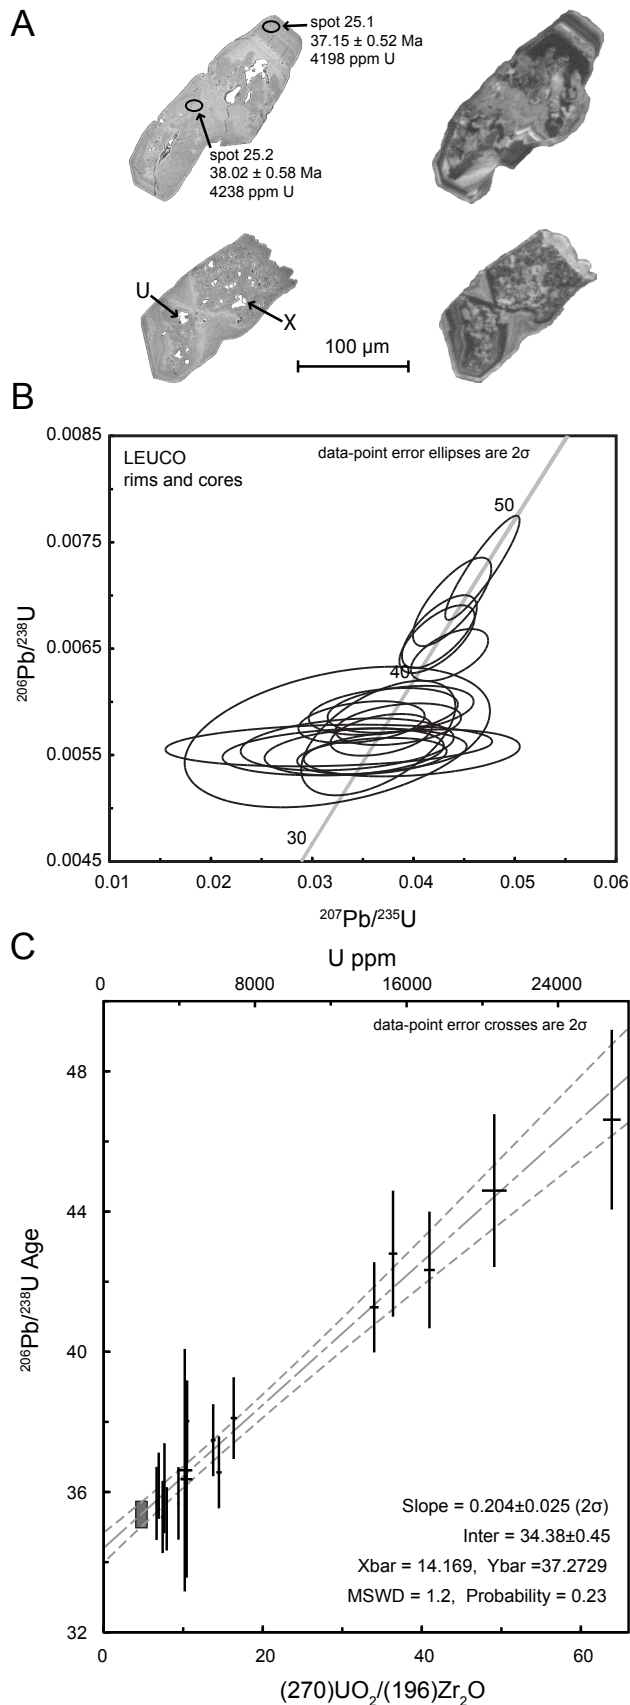 A
spot 25.1
37.15 ± 0.52 Ma
4198 ppm U
spot 25.2
38.02 ± 0.58 Ma
4238 ppm U
U
X
100 µm
B
0.0085
0.0075
0.0065
0.0055
0.0045
206Pb/238U
LEUCO
rims and cores
data-point error ellipses are 2σ
50
40
30
0.01 0.02 0.03 0.04 0.05 0.06
207Pb/235U
C
U ppm
0 8000 16000 24000
data-point error crosses are 2σ
48
44
40
36
32
206Pb/238U Age
Slope = 0.204±0.025 (2σ)
Inter = 34.38±0.45
Xbar = 14.169, Ybar =37.2729
MSWD = 1.2, Probability = 0.23
0 20 40 60
(270)UO2/(196)Zr2O